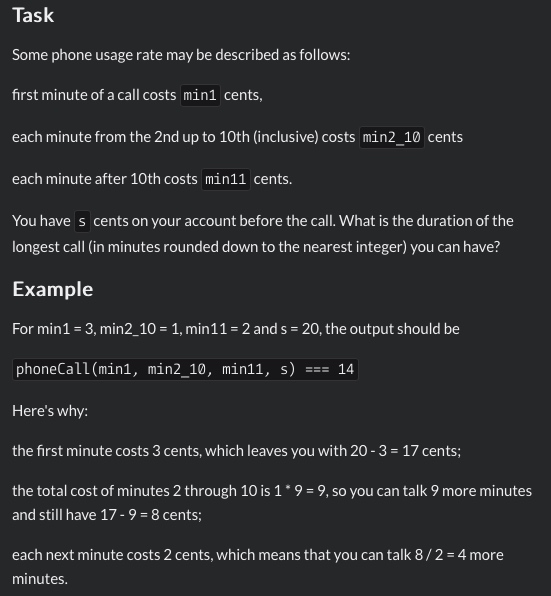 Task
Some phone usage rate may be described as follows:
first minute of a call costs min1 cents,
each minute from the 2nd up to 10th (inclusive) costs min2_10 cents
each minute after 10th costs min11 cents.
You have s cents on your account before the call. What is the duration of the
longest call (in minutes rounded down to the nearest integer) you can have?
Example
For min1 = 3, min2_10 = 1, min11 = 2 and s = 20, the output should be
phoneCall(min1, min2_10, min11, s) === 14
Here's why:
the first minute costs 3 cents, which leaves you with 20 - 3 = 17 cents;
the total cost of minutes 2 through 10 is 1 * 9 = 9, so you can talk 9 more minutes
and still have 17 - 9 = 8 cents;
each next minute costs 2 cents, which means that you can talk 8 / 2 = 4 more
minutes.